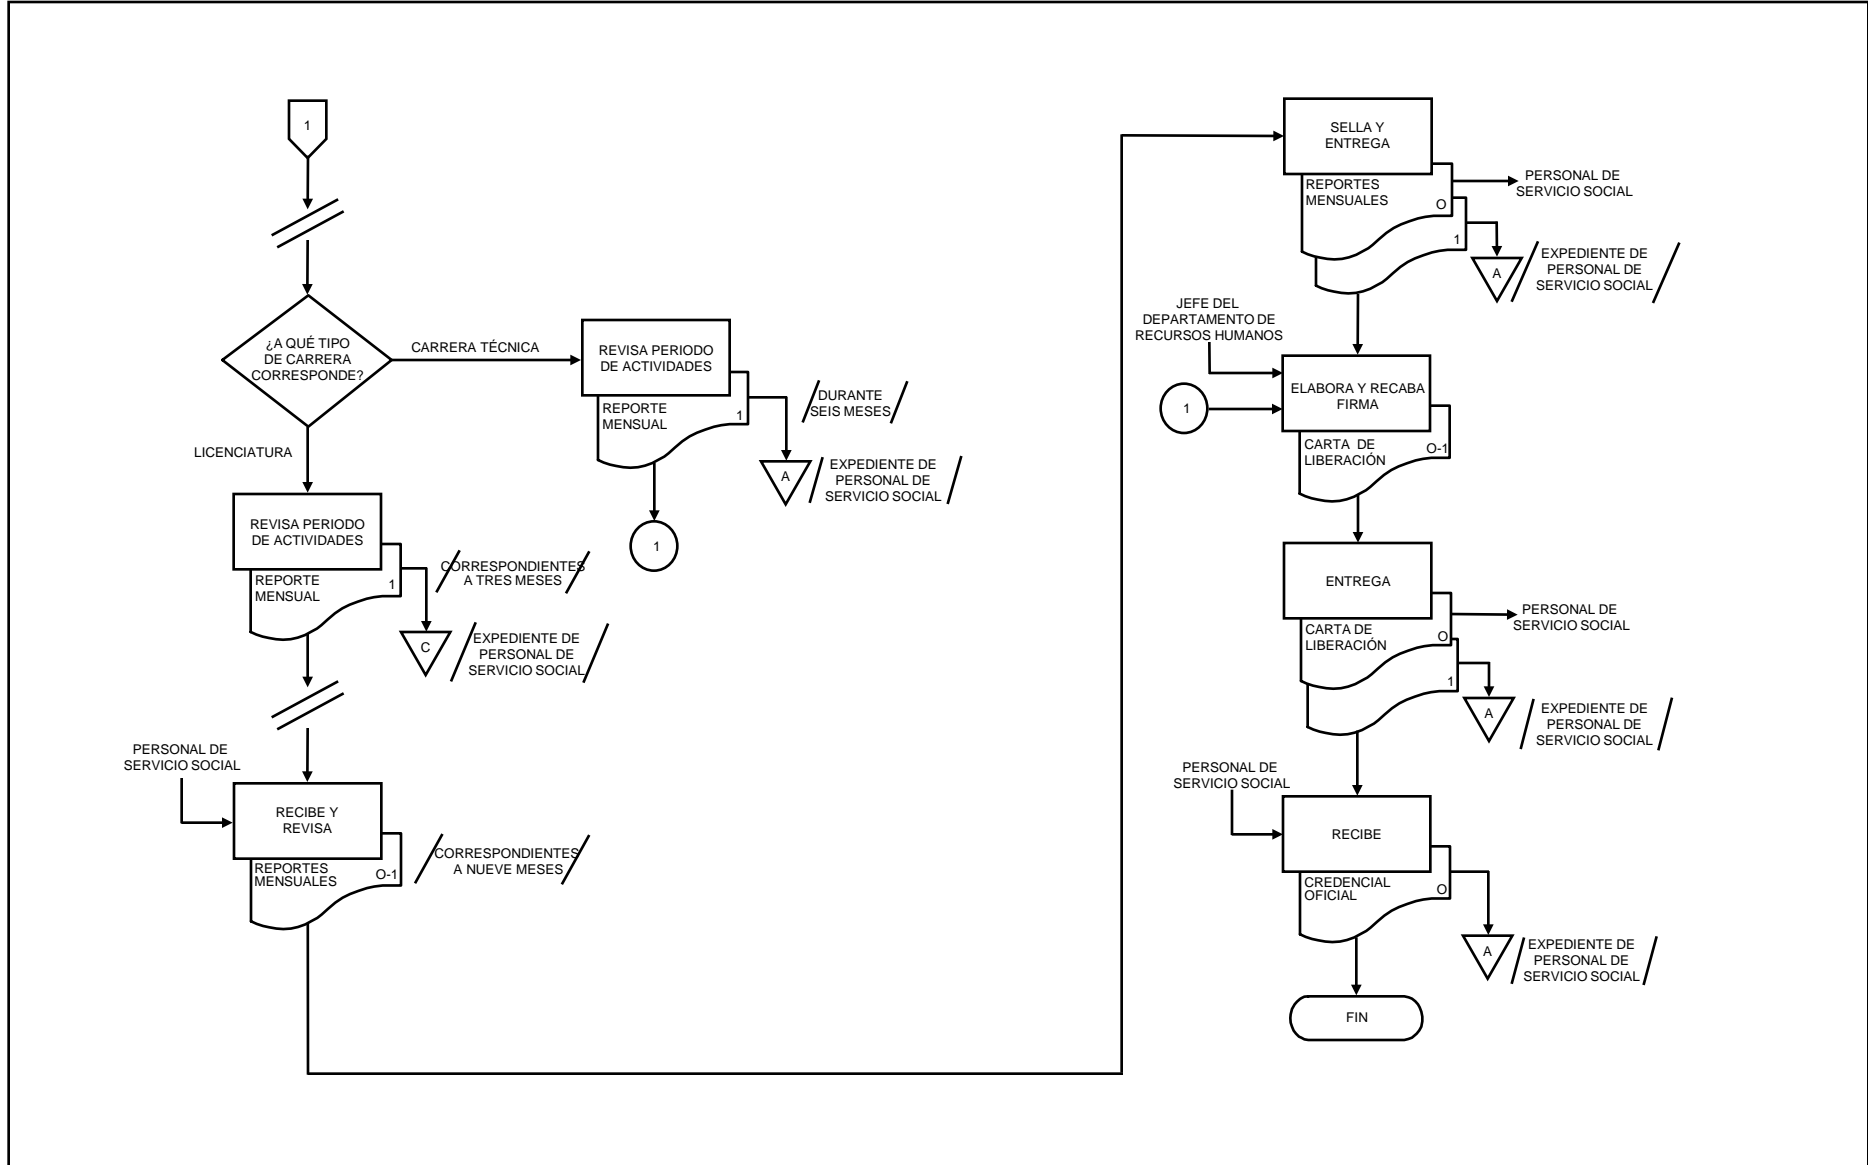 1
¿A QUÉ TIPO
DE CARRERA
CORRESPONDE?
CARRERA TÉCNICA
REVISA PERIODO
DE ACTIVIDADES
REPORTE
MENSUAL
1
DURANTE
SEIS MESES
A
EXPEDIENTE DE
PERSONAL DE
SERVICIO SOCIAL
1
LICENCIATURA
REVISA PERIODO
DE ACTIVIDADES
REPORTE
MENSUAL
1
CORRESPONDIENTES
A TRES MESES
C
EXPEDIENTE DE
PERSONAL DE
SERVICIO SOCIAL
PERSONAL DE
SERVICIO SOCIAL
RECIBE Y
REVISA
REPORTES
MENSUALES
O-1
CORRESPONDIENTES
A NUEVE MESES
SELLA Y
ENTREGA
REPORTES
MENSUALES
O
PERSONAL DE
SERVICIO SOCIAL
1
A
EXPEDIENTE DE
PERSONAL DE
SERVICIO SOCIAL
JEFE DEL
DEPARTAMENTO DE
RECURSOS HUMANOS
1
ELABORA Y RECABA
FIRMA
CARTA DE
LIBERACIÓN
O-1
ENTREGA
CARTA DE
LIBERACIÓN
O
PERSONAL DE
SERVICIO SOCIAL
1
A
EXPEDIENTE DE
PERSONAL DE
SERVICIO SOCIAL
PERSONAL DE
SERVICIO SOCIAL
RECIBE
CREDENCIAL
OFICIAL
O
A
EXPEDIENTE DE
PERSONAL DE
SERVICIO SOCIAL
FIN